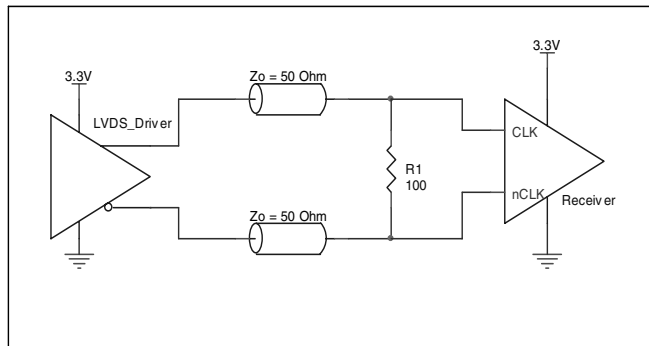 3.3V
LVDS_Driver
Zo = 50 Ohm
Zo = 50 Ohm
R1
100
3.3V
CLK
nCLK
Receiver